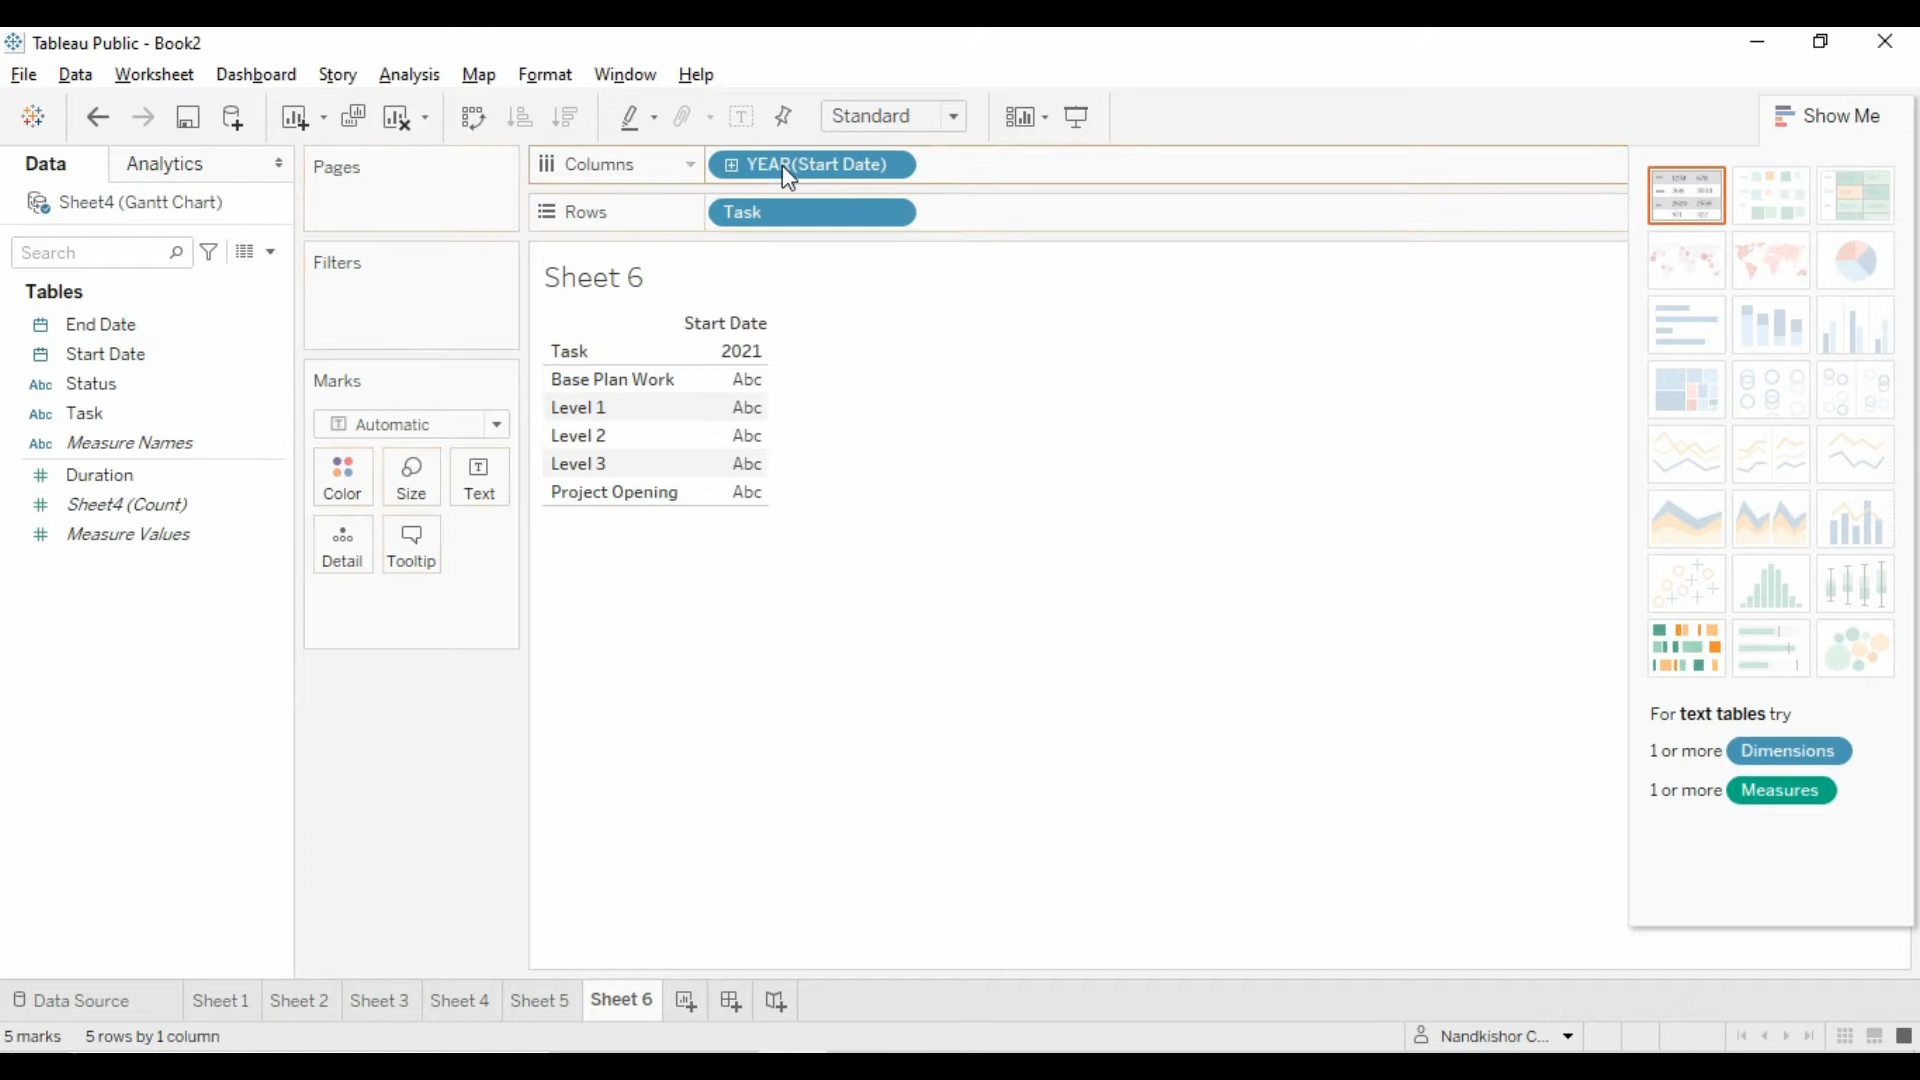 Tableau Public - Book2
File Data Worksheet Dashboard Story Analysis Map Format Window Help
Standard
Show Me
Data Analytics
Sheet4 (Gantt Chart)
Search
Tables
End Date
Start Date
Abc Status
Abc Task
Abc Measure Names
Duration
Sheet4 (Count)
Measure Values
Pages
Filters
Marks
Automatic
Color Size Text
Detail Tooltip
Columns YEAR(Start Date)
Rows Task
Sheet 6
Start Date
Task 2021
Base Plan Work Abc
Level 1 Abc
Level 2 Abc
Level 3 Abc
Project Opening Abc
For text tables try
1 or more Dimensions
1 or more Measures
Data Source Sheet 1 Sheet 2 Sheet 3 Sheet 4 Sheet 5 Sheet 6
5 marks 5 rows by 1 column
Nandkishor C...